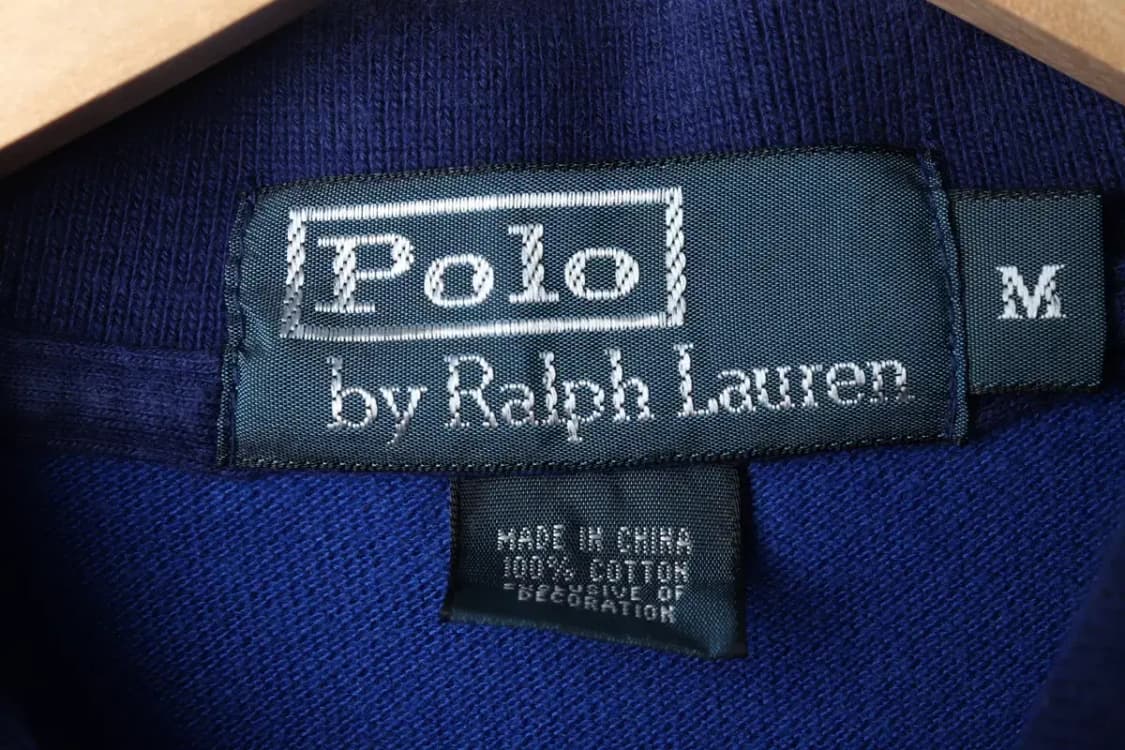 Polo
by Ralph Lauren
M
MADE IN CHINA
100% COTTON
EXCLUSIVE OF
DECORATION